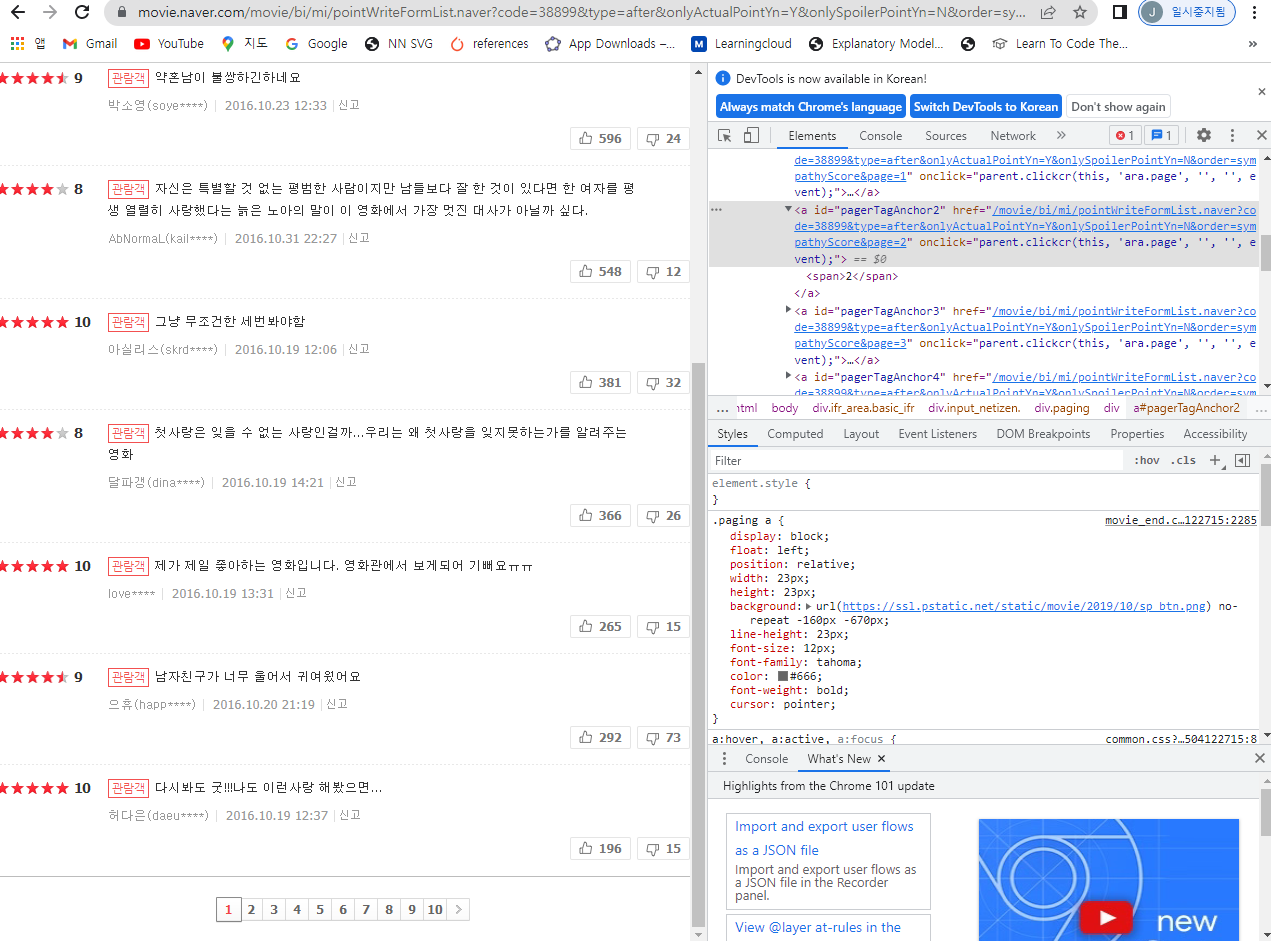 movie.naver.com/movie/bi/mi/pointWriteFormList.naver?code=38899&type=after&onlyActualPointYn=Y&onlySpoilerPointYn=N&order=sy...
J 일시중지됨
앱 Gmail YouTube 지도 Google NN SVG references App Downloads –... M Learningcloud Explanatory Model... Learn To Code The... »
9 관람객 약혼남이 불쌍하긴하네요
박소영(soye****) 2016.10.23 12:33 신고
596 24
8 관람객 자신은 특별할 것 없는 평범한 사람이지만 남들보다 잘 한 것이 있다면 한 여자를 평
생 열렬히 사랑했다는 늙은 노아의 말이 이 영화에서 가장 멋진 대사가 아닐까 싶다.
AbNormaL(kail****) 2016.10.31 22:27 신고
548 12
10 관람객 그냥 무조건한 세번봐야함
아실리스(skrd****) 2016.10.19 12:06 신고
381 32
8 관람객 첫사랑은 잊을 수 없는 사랑인걸까...우리는 왜 첫사랑을 잊지못하는가를 알려주는
영화
달파갱(dina****) 2016.10.19 14:21 신고
366 26
10 관람객 제가 제일 좋아하는 영화입니다. 영화관에서 보게되어 기뻐요ㅠㅠ
love**** 2016.10.19 13:31 신고
265 15
9 관람객 남자친구가 너무 울어서 귀여웠어요
으휴(happ****) 2016.10.20 21:19 신고
292 73
10 관람객 다시봐도 굿!!!나도 이런사랑 해봤으면...
허다은(daeu****) 2016.10.19 12:37 신고
196 15
1 2 3 4 5 6 7 8 9 10
DevTools is now available in Korean!
Always match Chrome's language Switch DevTools to Korean Don't show again
Elements Console Sources Network » 1 1
de=38899&type=after&onlyActualPointYn=Y&onlySpoilerPointYn=N&order=sym
pathyScore&page=1" onclick="parent.clickcr(this, 'ara.page', '', '', e
vent);">…</a>
<a id="pagerTagAnchor2" href="/movie/bi/mi/pointWriteFormList.naver?co
de=38899&type=after&onlyActualPointYn=Y&onlySpoilerPointYn=N&order=sym
pathyScore&page=2" onclick="parent.clickcr(this, 'ara.page', '', '', e
vent);"> == $0
<span>2</span>
</a>
<a id="pagerTagAnchor3" href="/movie/bi/mi/pointWriteFormList.naver?co
de=38899&type=after&onlyActualPointYn=Y&onlySpoilerPointYn=N&order=sym
pathyScore&page=3" onclick="parent.clickcr(this, 'ara.page', '', '', e
vent);">…</a>
<a id="pagerTagAnchor4" href="/movie/bi/mi/pointWriteFormList.naver?co
de=38899&type=after&onlyActualPointYn=Y&onlySpoilerPointYn=N&order=sym
... html body div.ifr_area.basic_ifr div.input_netizen. div.paging div a#pagerTagAnchor2 ...
Styles Computed Layout Event Listeners DOM Breakpoints Properties Accessibility
Filter :hov .cls +
element.style {
}
.paging a { movie_end.c…122715:2285
display: block;
float: left;
position: relative;
width: 23px;
height: 23px;
background: url(https://ssl.pstatic.net/static/movie/2019/10/sp_btn.png) no-
repeat -160px -670px;
line-height: 23px;
font-size: 12px;
font-family: tahoma;
color: #666;
font-weight: bold;
cursor: pointer;
}
a:hover, a:active, a:focus { common.css?…504122715:8
Console What's New
Highlights from the Chrome 101 update
Import and export user flows
as a JSON file
Import and export user flows as
a JSON file in the Recorder
panel.
View @layer at-rules in the
new